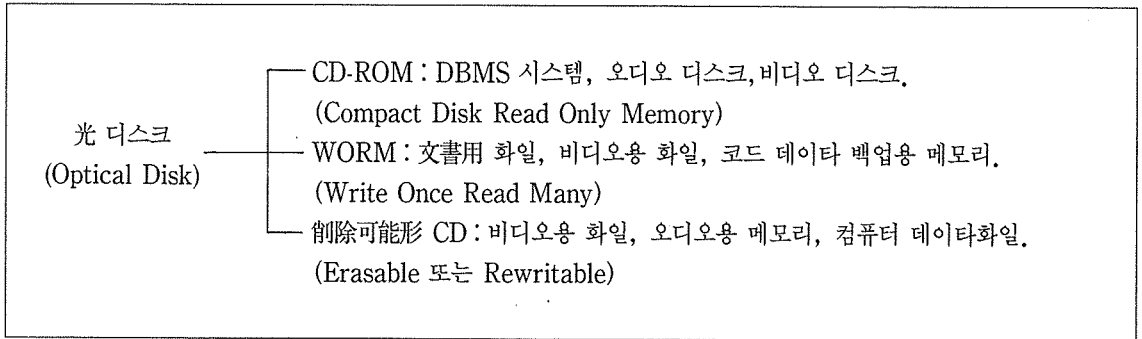 CD-ROM : DBMS 시스템, 오디오 디스크,비디오 디스크.
(Compact Disk Read Only Memory)
光 디스크
(Optical Disk)
WORM : 文書用 화일, 비디오용 화일, 코드 데이타 백업용 메모리.
(Write Once Read Many)
削除可能形 CD : 비디오용 화일, 오디오용 메모리, 컴퓨터 데이타화일.
(Erasable 또는 Rewritable)